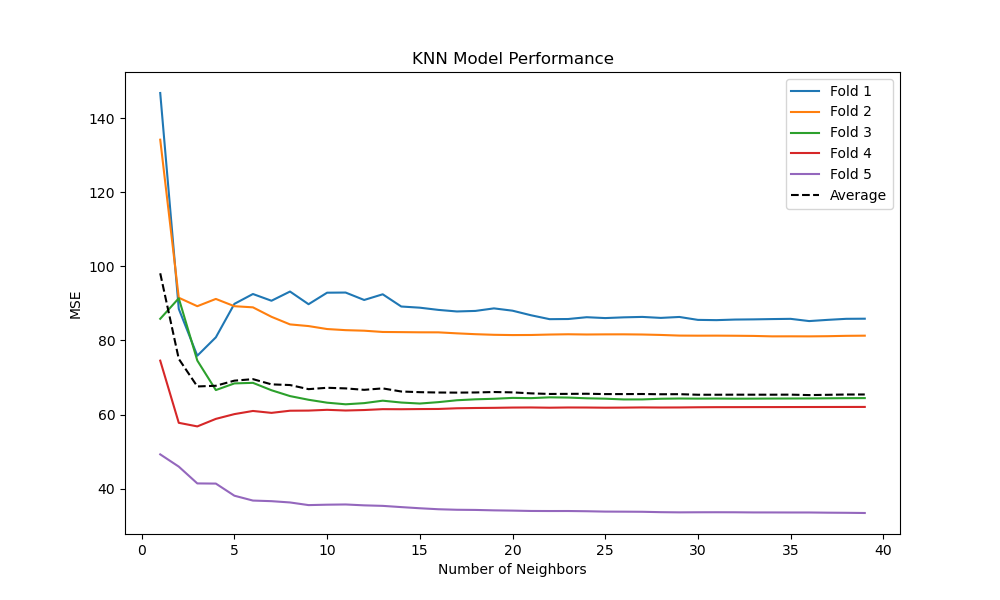 KNN Model Performance
Fold 1
Fold 2
Fold 3
Fold 4
Fold 5
Average
MSE
140
120
100
80
60
40
0 5 10 15 20 25 30 35 40
Number of Neighbors